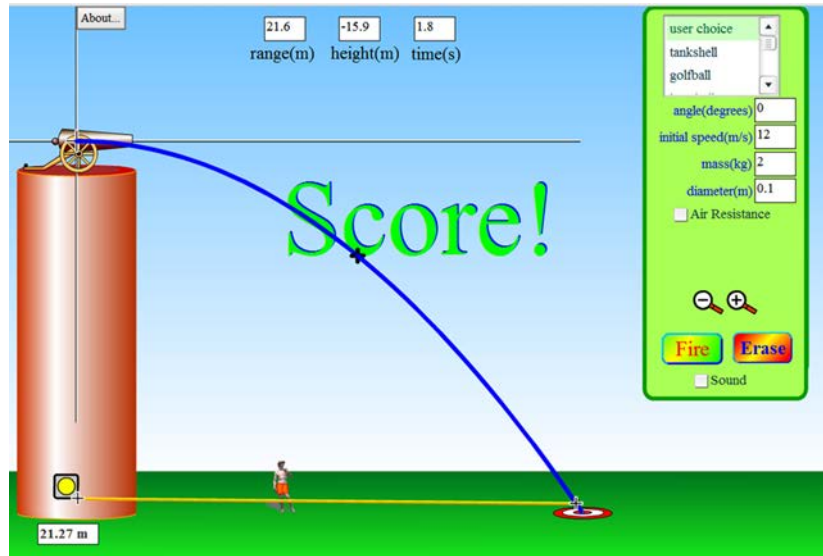 About...
21.6 -15.9 1.8
range(m) height(m) time(s)
Score!
21.27 m
user choice
tankshell
golfball
angle(degrees) 0
initial speed(m/s) 12
mass(kg) 2
diameter(m) 0.1
Air Resistance
Fire Erase
Sound